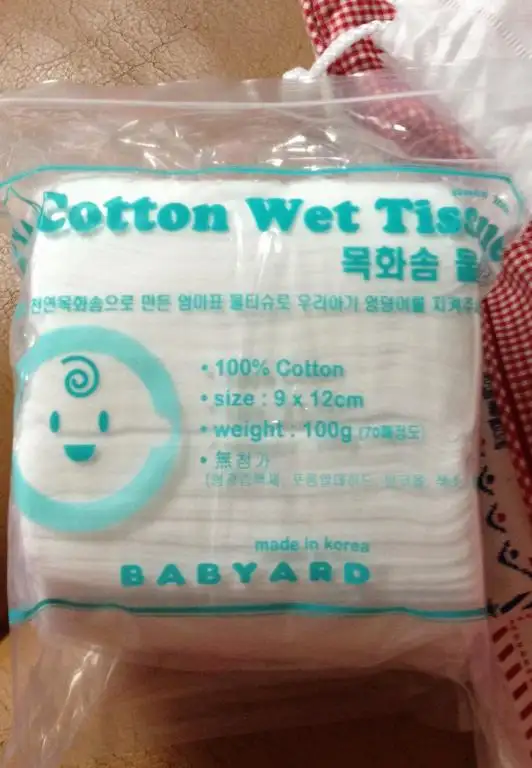 Cotton Wet Tissue
목화솜 물
천연목화솜으로 만든 엄마표 물티슈로 우리아기 엉덩이를 지켜주
• 100% Cotton
• size : 9 x 12cm
• weight : 100g (70매정도)
• 無첨가
made in korea
BABYARD